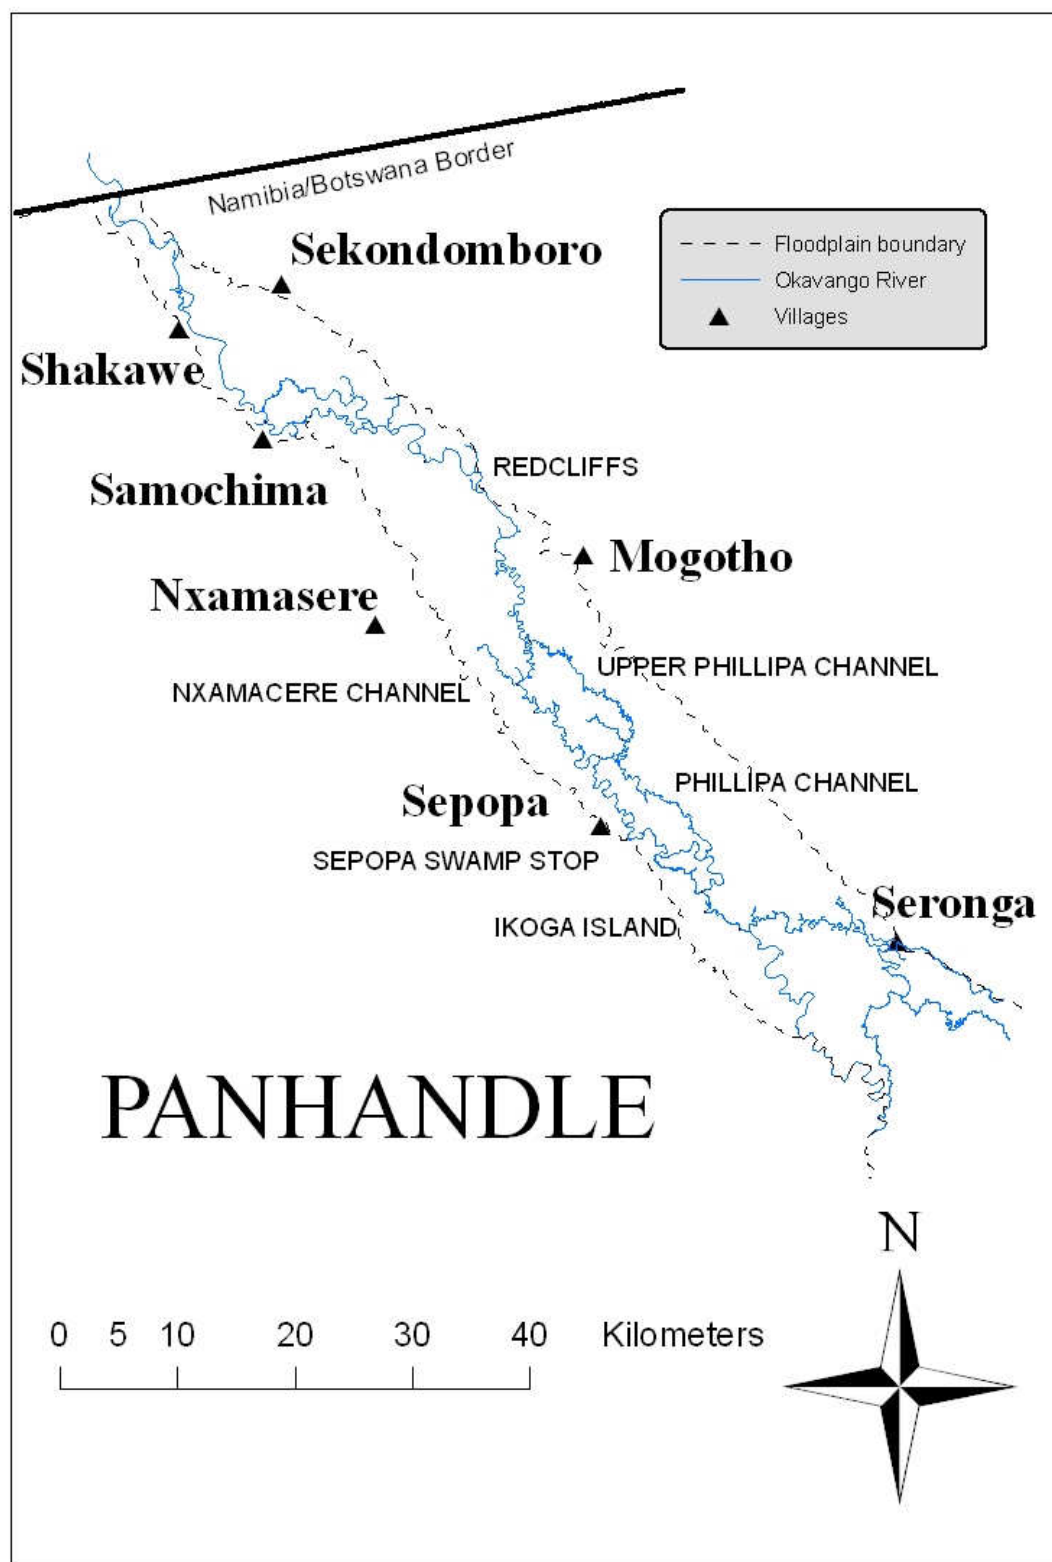 Namibia/Botswana Border
Sekondomboro
Floodplain boundary
Okavango River
Villages
Shakawe
REDCLIFFS
Samochima
Mogotho
Nxamasere
UPPER PHILLIPA CHANNEL
NXAMACERE CHANNEL
PHILLIPA CHANNEL
Sepopa
SEPOPA SWAMP STOP
Seronga
IKOGA ISLAND
PANHANDLE
N
0 5 10 20 30 40 Kilometers